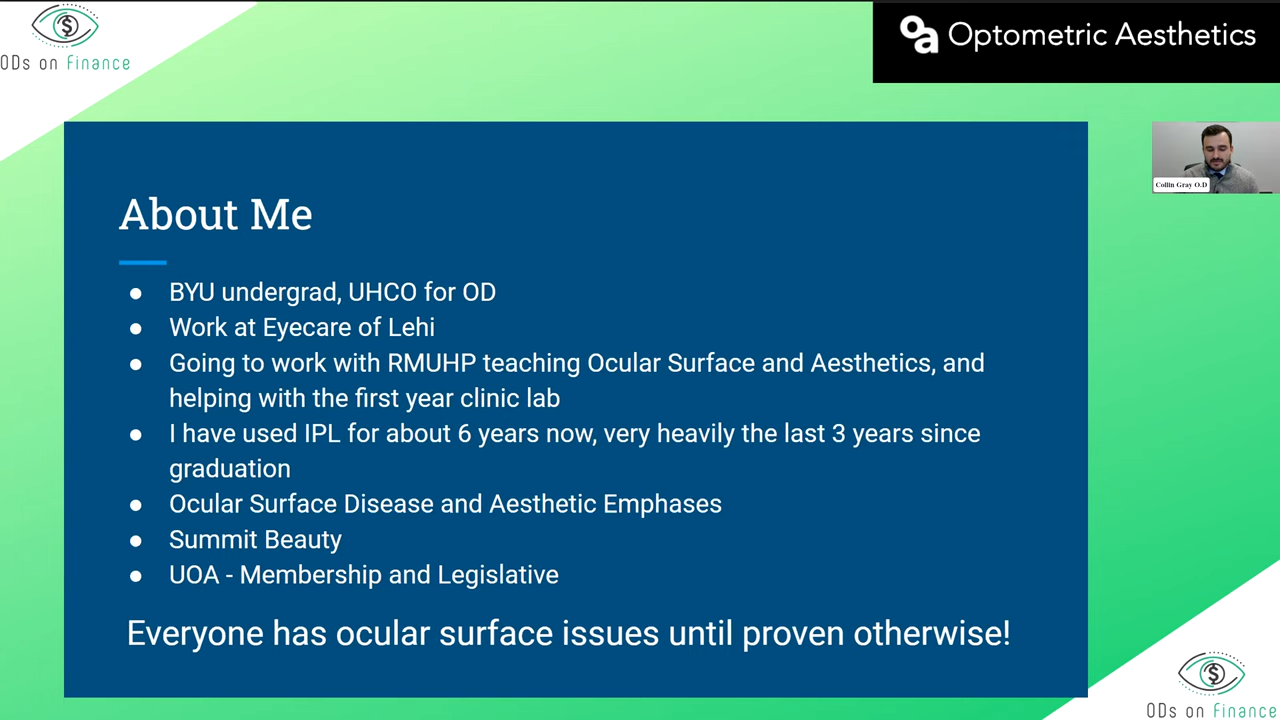 ODs on Finance
oa Optometric Aesthetics
Collin Gray O.D
About Me
● BYU undergrad, UHCO for OD
● Work at Eyecare of Lehi
● Going to work with RMUHP teaching Ocular Surface and Aesthetics, and
helping with the first year clinic lab
● I have used IPL for about 6 years now, very heavily the last 3 years since
graduation
● Ocular Surface Disease and Aesthetic Emphases
● Summit Beauty
● UOA - Membership and Legislative
Everyone has ocular surface issues until proven otherwise!
ODs on Finance